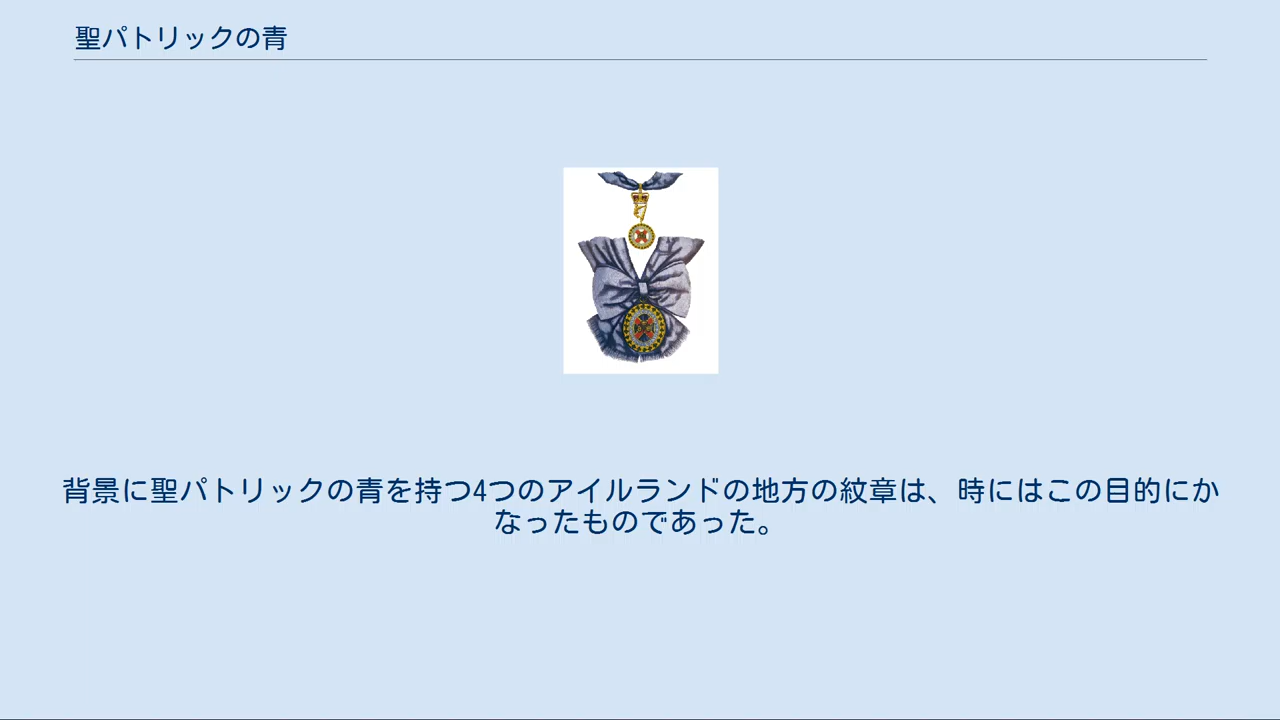 聖パトリックの青
背景に聖パトリックの青を持つ4つのアイルランドの地方の紋章は、時にはこの目的にか
なったものであった。